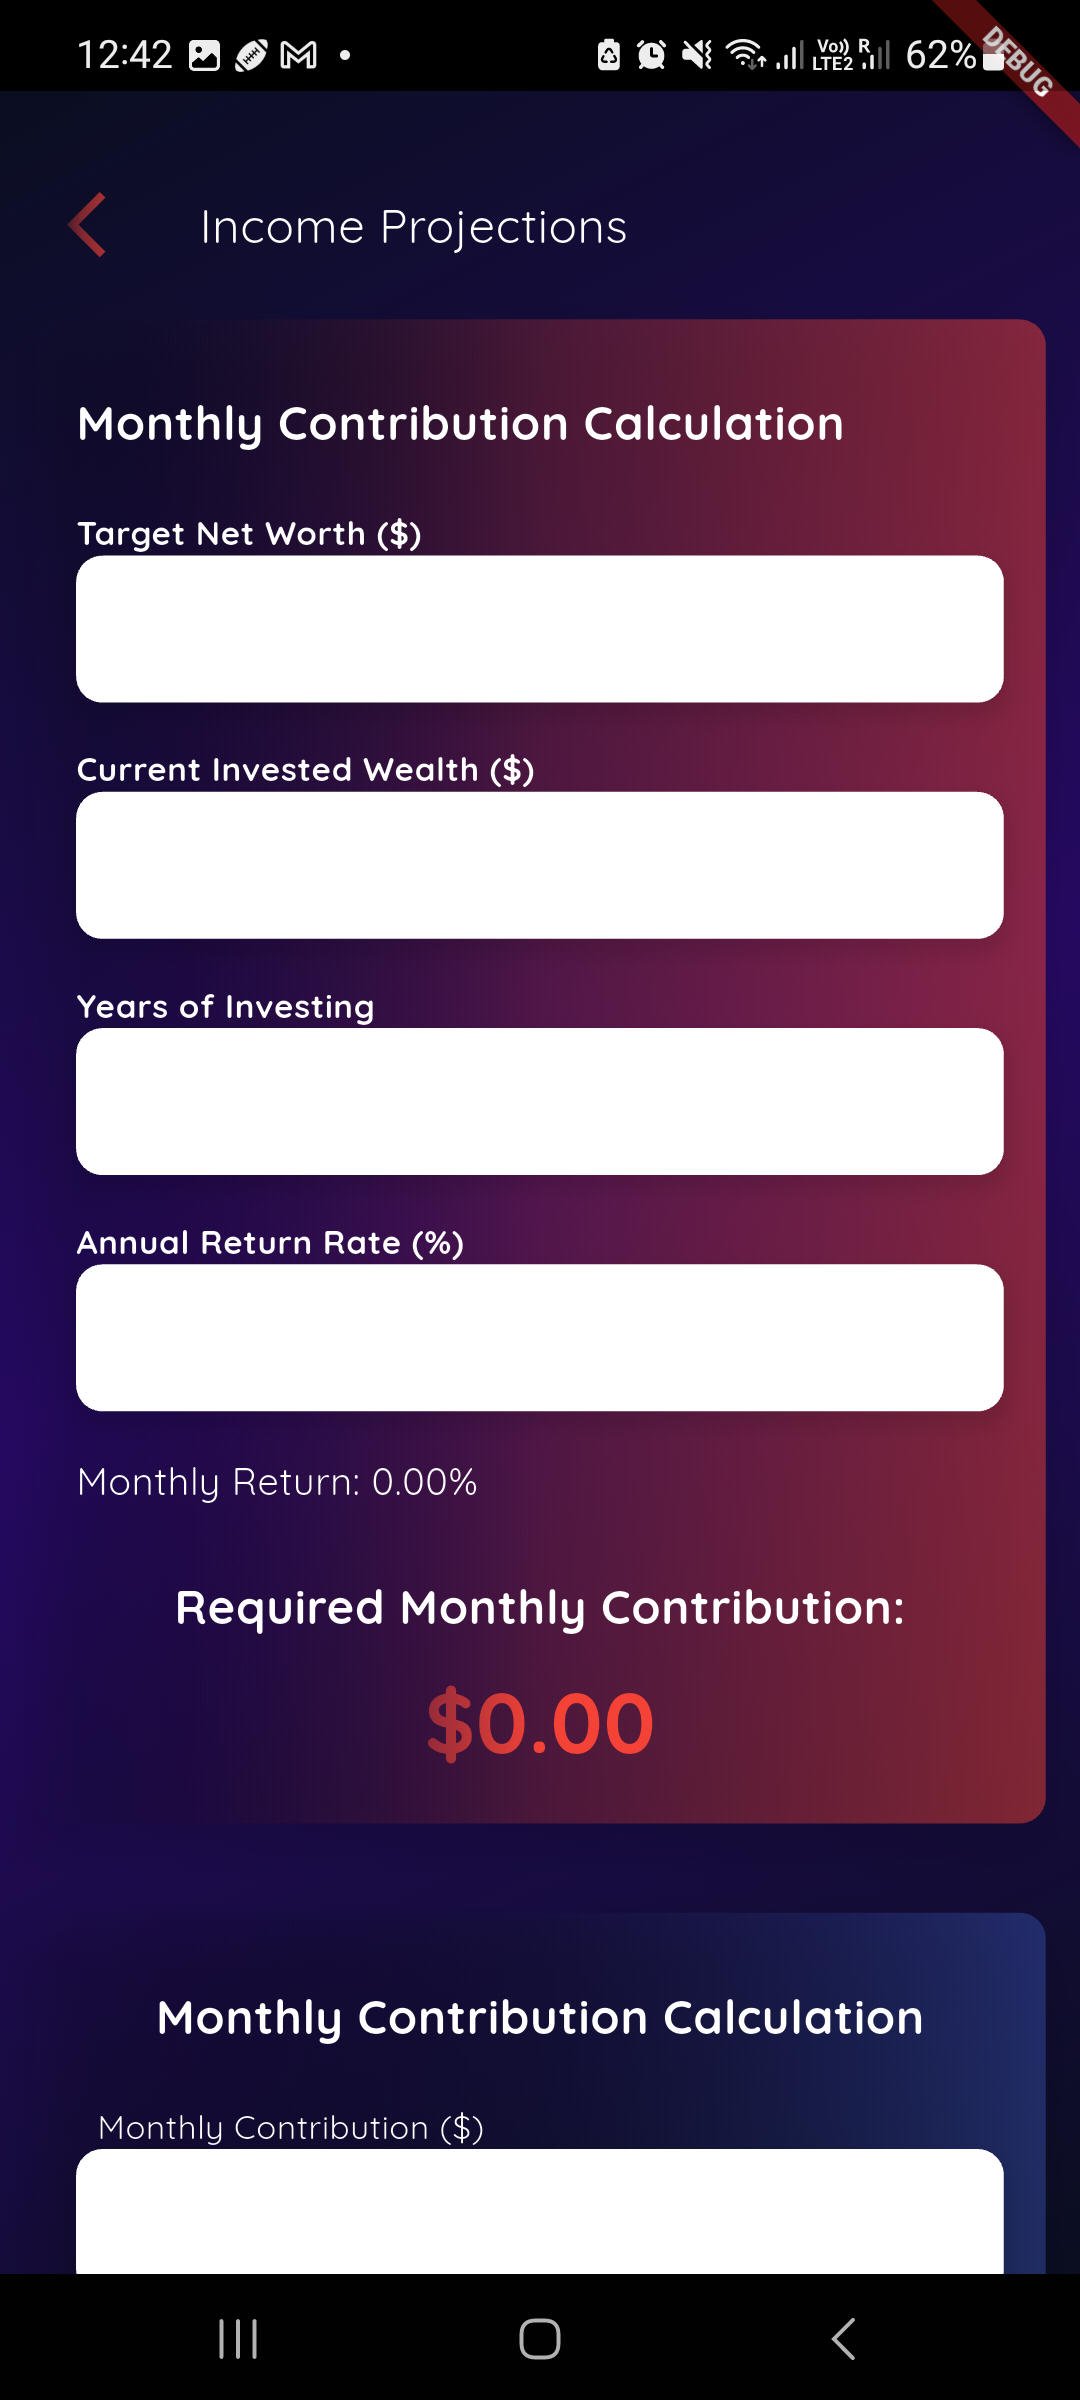 12:42
Vo)) R
LTE2
62%
DEBUG
Income Projections
Monthly Contribution Calculation
Target Net Worth ($)
Current Invested Wealth ($)
Years of Investing
Annual Return Rate (%)
Monthly Return: 0.00%
Required Monthly Contribution:
$0.00
Monthly Contribution Calculation
Monthly Contribution ($)